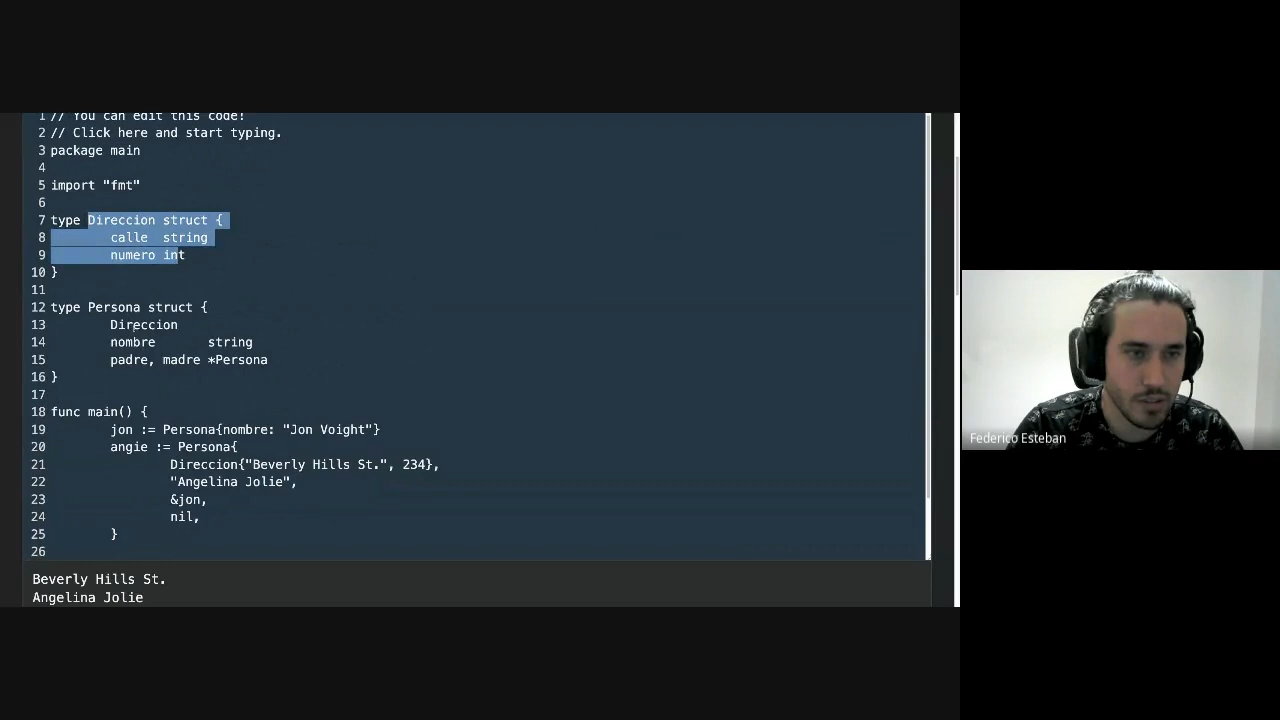 1 // You can edit this code!
2 // Click here and start typing.
3 package main
4
5 import "fmt"
6
7 type Direccion struct {
8 calle string
9 numero int
10 }
11
12 type Persona struct {
13 Direccion
14 nombre string
15 padre, madre *Persona
16 }
17
18 func main() {
19 jon := Persona{nombre: "Jon Voight"}
20 angie := Persona{
21 Direccion{"Beverly Hills St.", 234},
22 "Angelina Jolie",
23 &jon,
24 nil,
25 }
26
Beverly Hills St.
Angelina Jolie
Federico Esteban